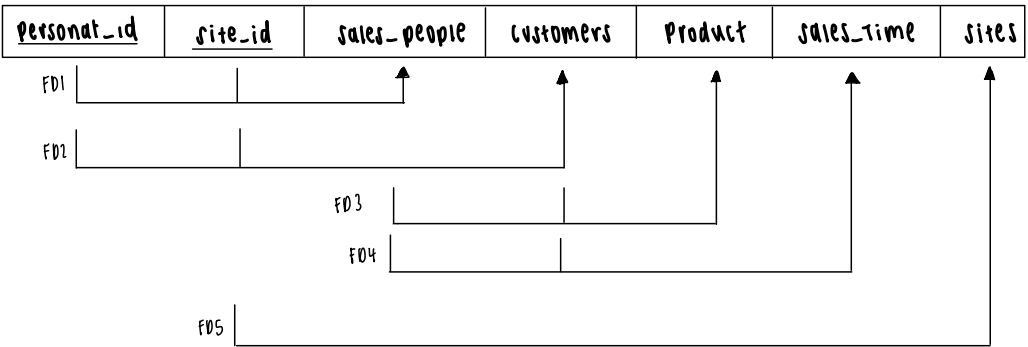 Personal_id site_id sales_people customers Product sales_Time sites
FD1
FD2
FD3
FD4
FD5